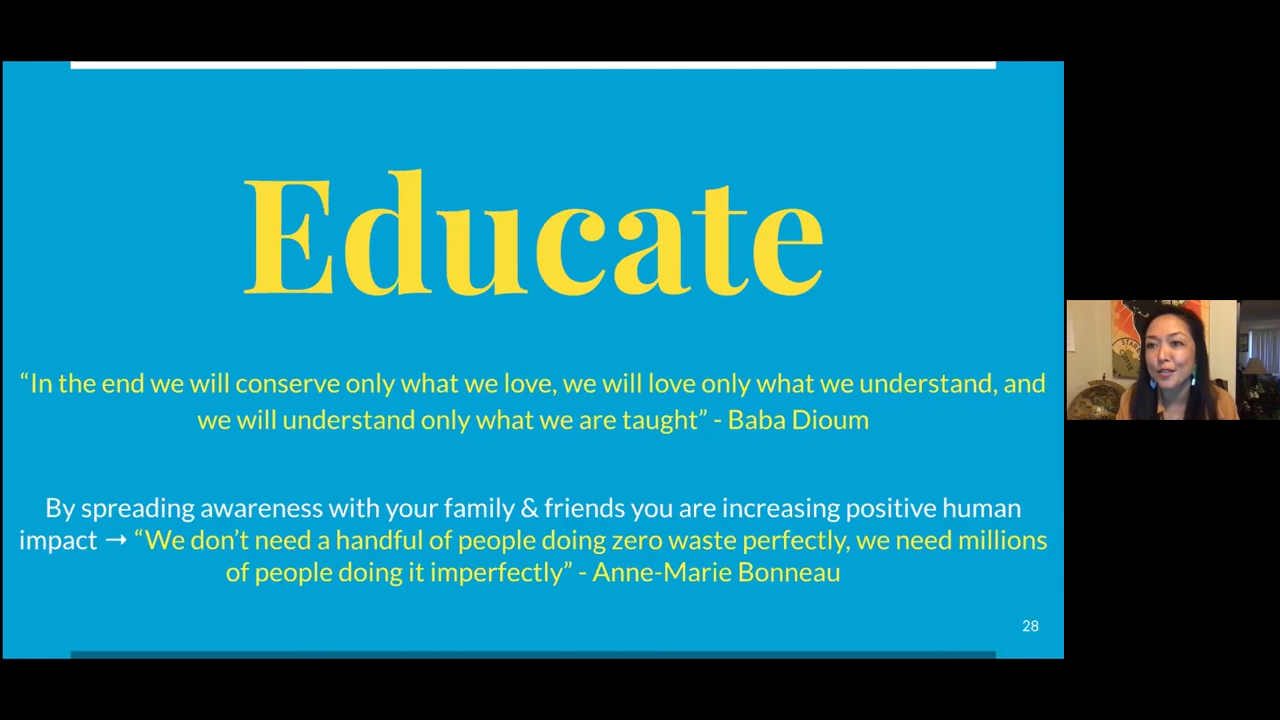 Educate
“In the end we will conserve only what we love, we will love only what we understand, and
we will understand only what we are taught” - Baba Dioum
By spreading awareness with your family & friends you are increasing positive human
impact → “We don’t need a handful of people doing zero waste perfectly, we need millions
of people doing it imperfectly” - Anne-Marie Bonneau
28